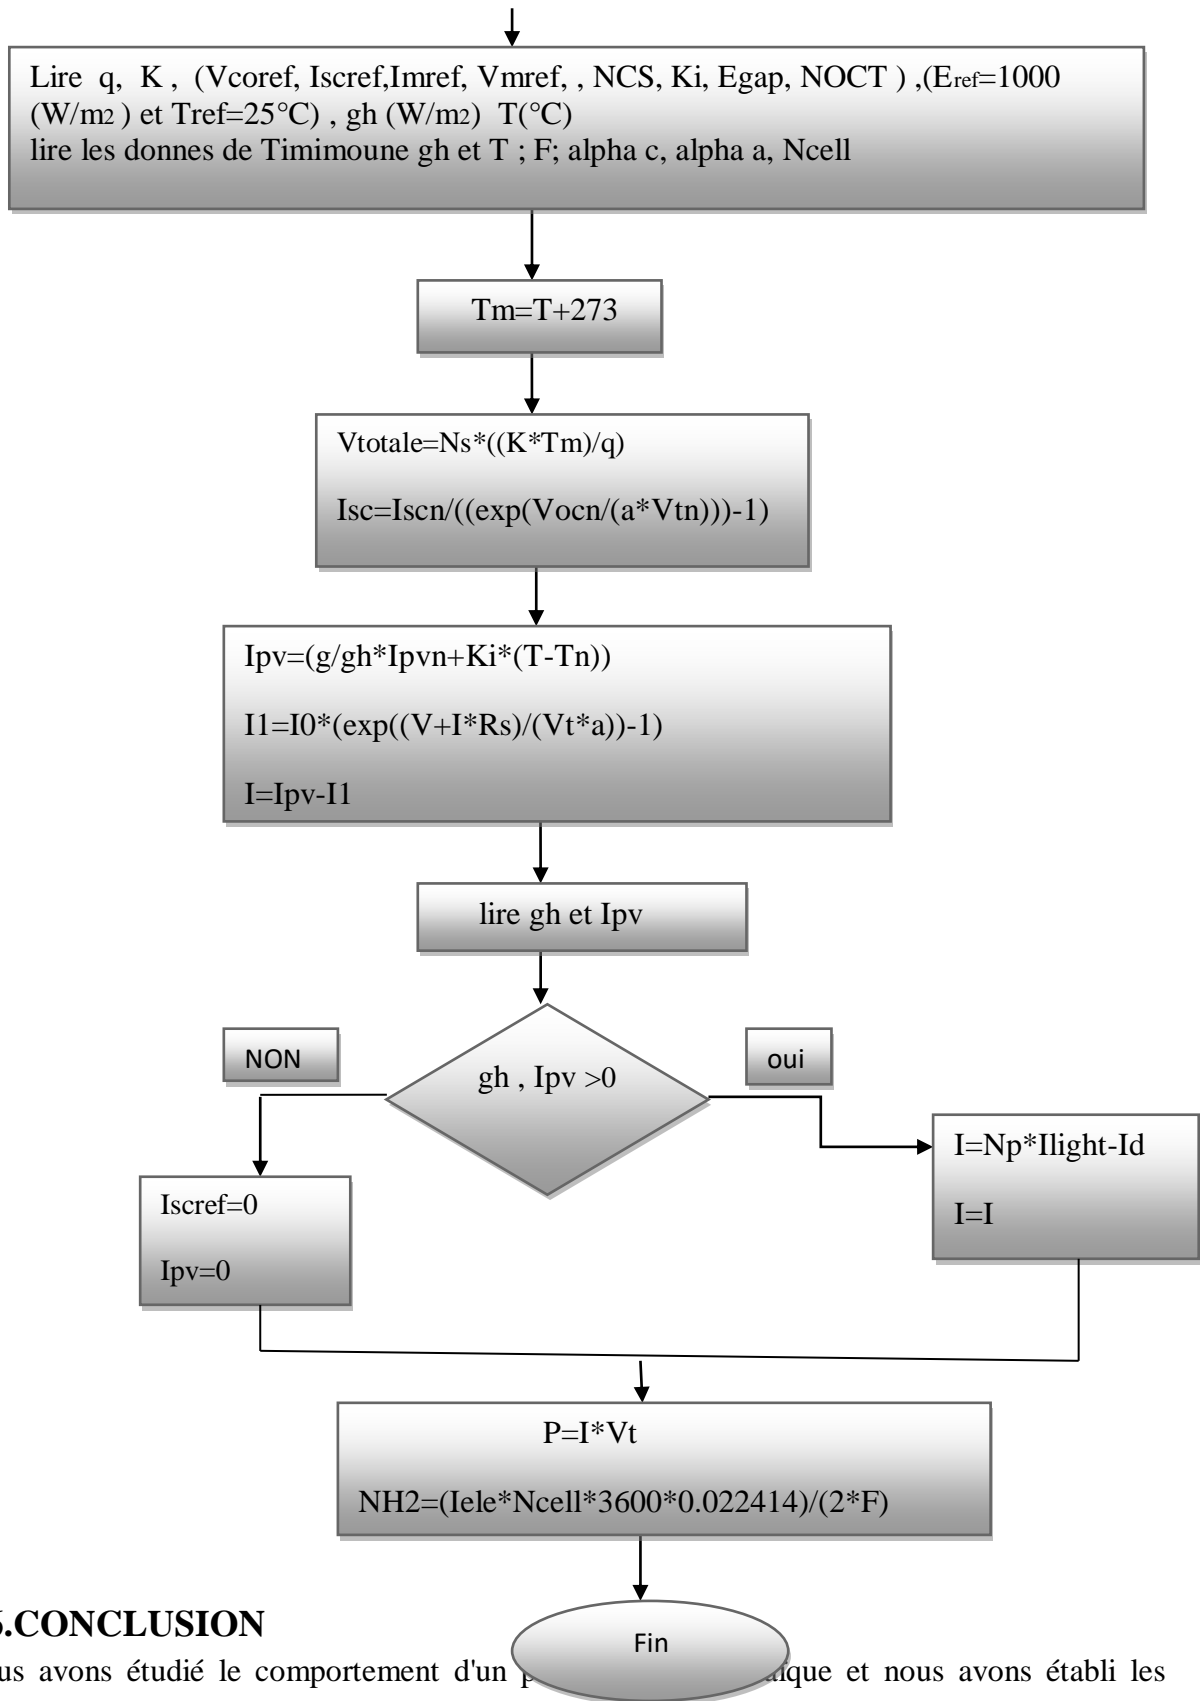 Lire q, K , (Vcoref, Iscref,Imref, Vmref, , NCS, Ki, Egap, NOCT ) ,(Eref=1000
(W/m2 ) et Tref=25°C) , gh (W/m2) T(°C)
lire les donnes de Timimoune gh et T ; F; alpha c, alpha a, Ncell
Tm=T+273
Vtotale=Ns*((K*Tm)/q)
Isc=Iscn/((exp(Vocn/(a*Vtn)))-1)
Ipv=(g/gh*Ipvn+Ki*(T-Tn))
I1=I0*(exp((V+I*Rs)/(Vt*a))-1)
I=Ipv-I1
lire gh et Ipv
gh , Ipv >0
NON
oui
I=Np*Ilight-Id
I=I
Iscref=0
Ipv=0
P=I*Vt
NH2=(Iele*Ncell*3600*0.022414)/(2*F)
Fin
.CONCLUSION
us avons étudié le comportement d'un et nous avons établi les